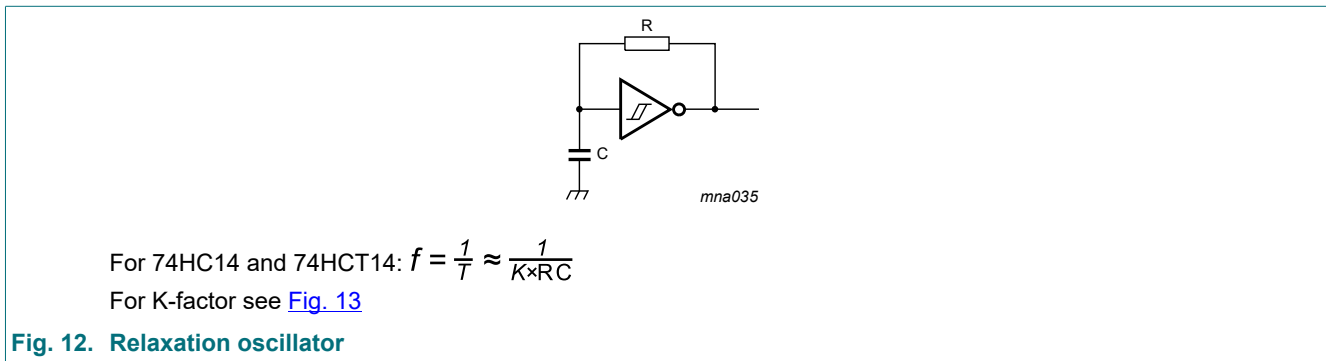 R
C
mna035
For 74HC14 and 74HCT14: f = 1/T ≈ 1/K×RC
For K-factor see Fig. 13
Fig. 12. Relaxation oscillator